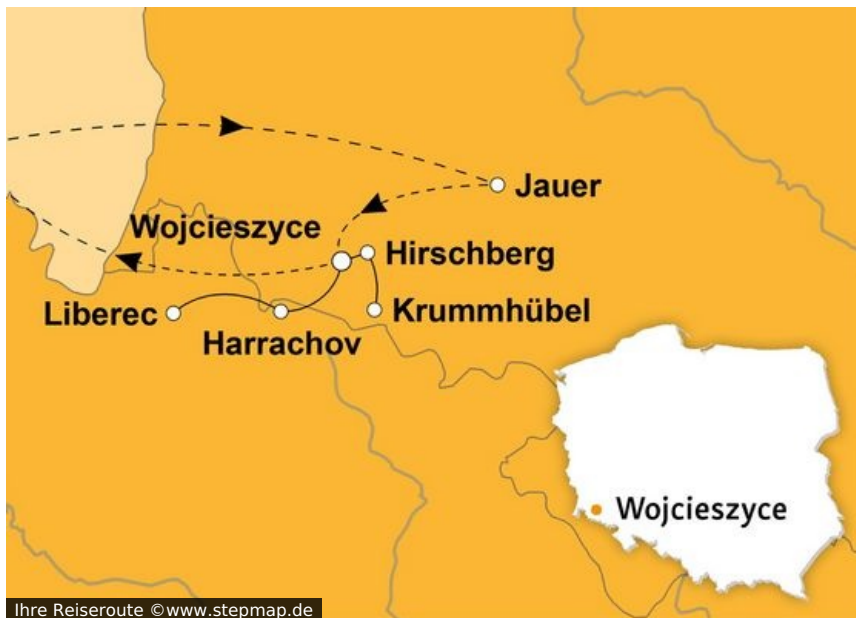 Jauer
Wojcieszyce
Hirschberg
Liberec
Krummhübel
Harrachov
Wojcieszyce
Ihre Reiseroute ©www.stepmap.de